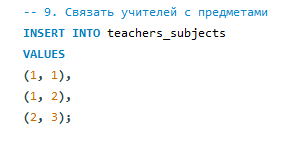 -- 9. Связать учителей с предметами
INSERT INTO teachers_subjects
VALUES
(1, 1),
(1, 2),
(2, 3);